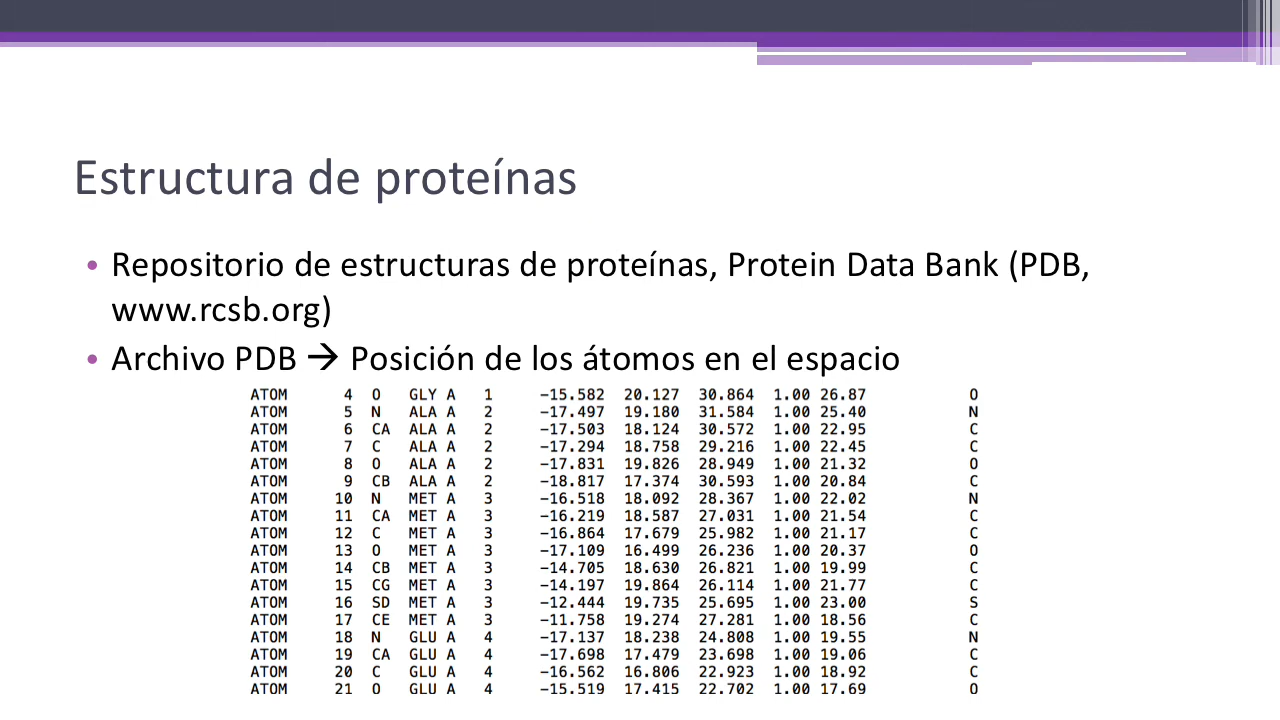 Estructura de proteínas
• Repositorio de estructuras de proteínas, Protein Data Bank (PDB,
www.rcsb.org)
• Archivo PDB → Posición de los átomos en el espacio
ATOM 4 O GLY A 1 -15.582 20.127 30.864 1.00 26.87 O
ATOM 5 N ALA A 2 -17.497 19.180 31.584 1.00 25.40 N
ATOM 6 CA ALA A 2 -17.503 18.124 30.572 1.00 22.95 C
ATOM 7 C ALA A 2 -17.294 18.758 29.216 1.00 22.45 C
ATOM 8 O ALA A 2 -17.831 19.826 28.949 1.00 21.32 O
ATOM 9 CB ALA A 2 -18.817 17.374 30.593 1.00 20.84 C
ATOM 10 N MET A 3 -16.518 18.092 28.367 1.00 22.02 N
ATOM 11 CA MET A 3 -16.219 18.587 27.031 1.00 21.54 C
ATOM 12 C MET A 3 -16.864 17.679 25.982 1.00 21.17 C
ATOM 13 O MET A 3 -17.109 16.499 26.236 1.00 20.37 O
ATOM 14 CB MET A 3 -14.705 18.630 26.821 1.00 19.99 C
ATOM 15 CG MET A 3 -14.197 19.864 26.114 1.00 21.77 C
ATOM 16 SD MET A 3 -12.444 19.735 25.695 1.00 23.00 S
ATOM 17 CE MET A 3 -11.758 19.274 27.281 1.00 18.56 C
ATOM 18 N GLU A 4 -17.137 18.238 24.808 1.00 19.55 N
ATOM 19 CA GLU A 4 -17.698 17.479 23.698 1.00 19.06 C
ATOM 20 C GLU A 4 -16.562 16.806 22.923 1.00 18.92 C
ATOM 21 O GLU A 4 -15.519 17.415 22.702 1.00 17.69 O